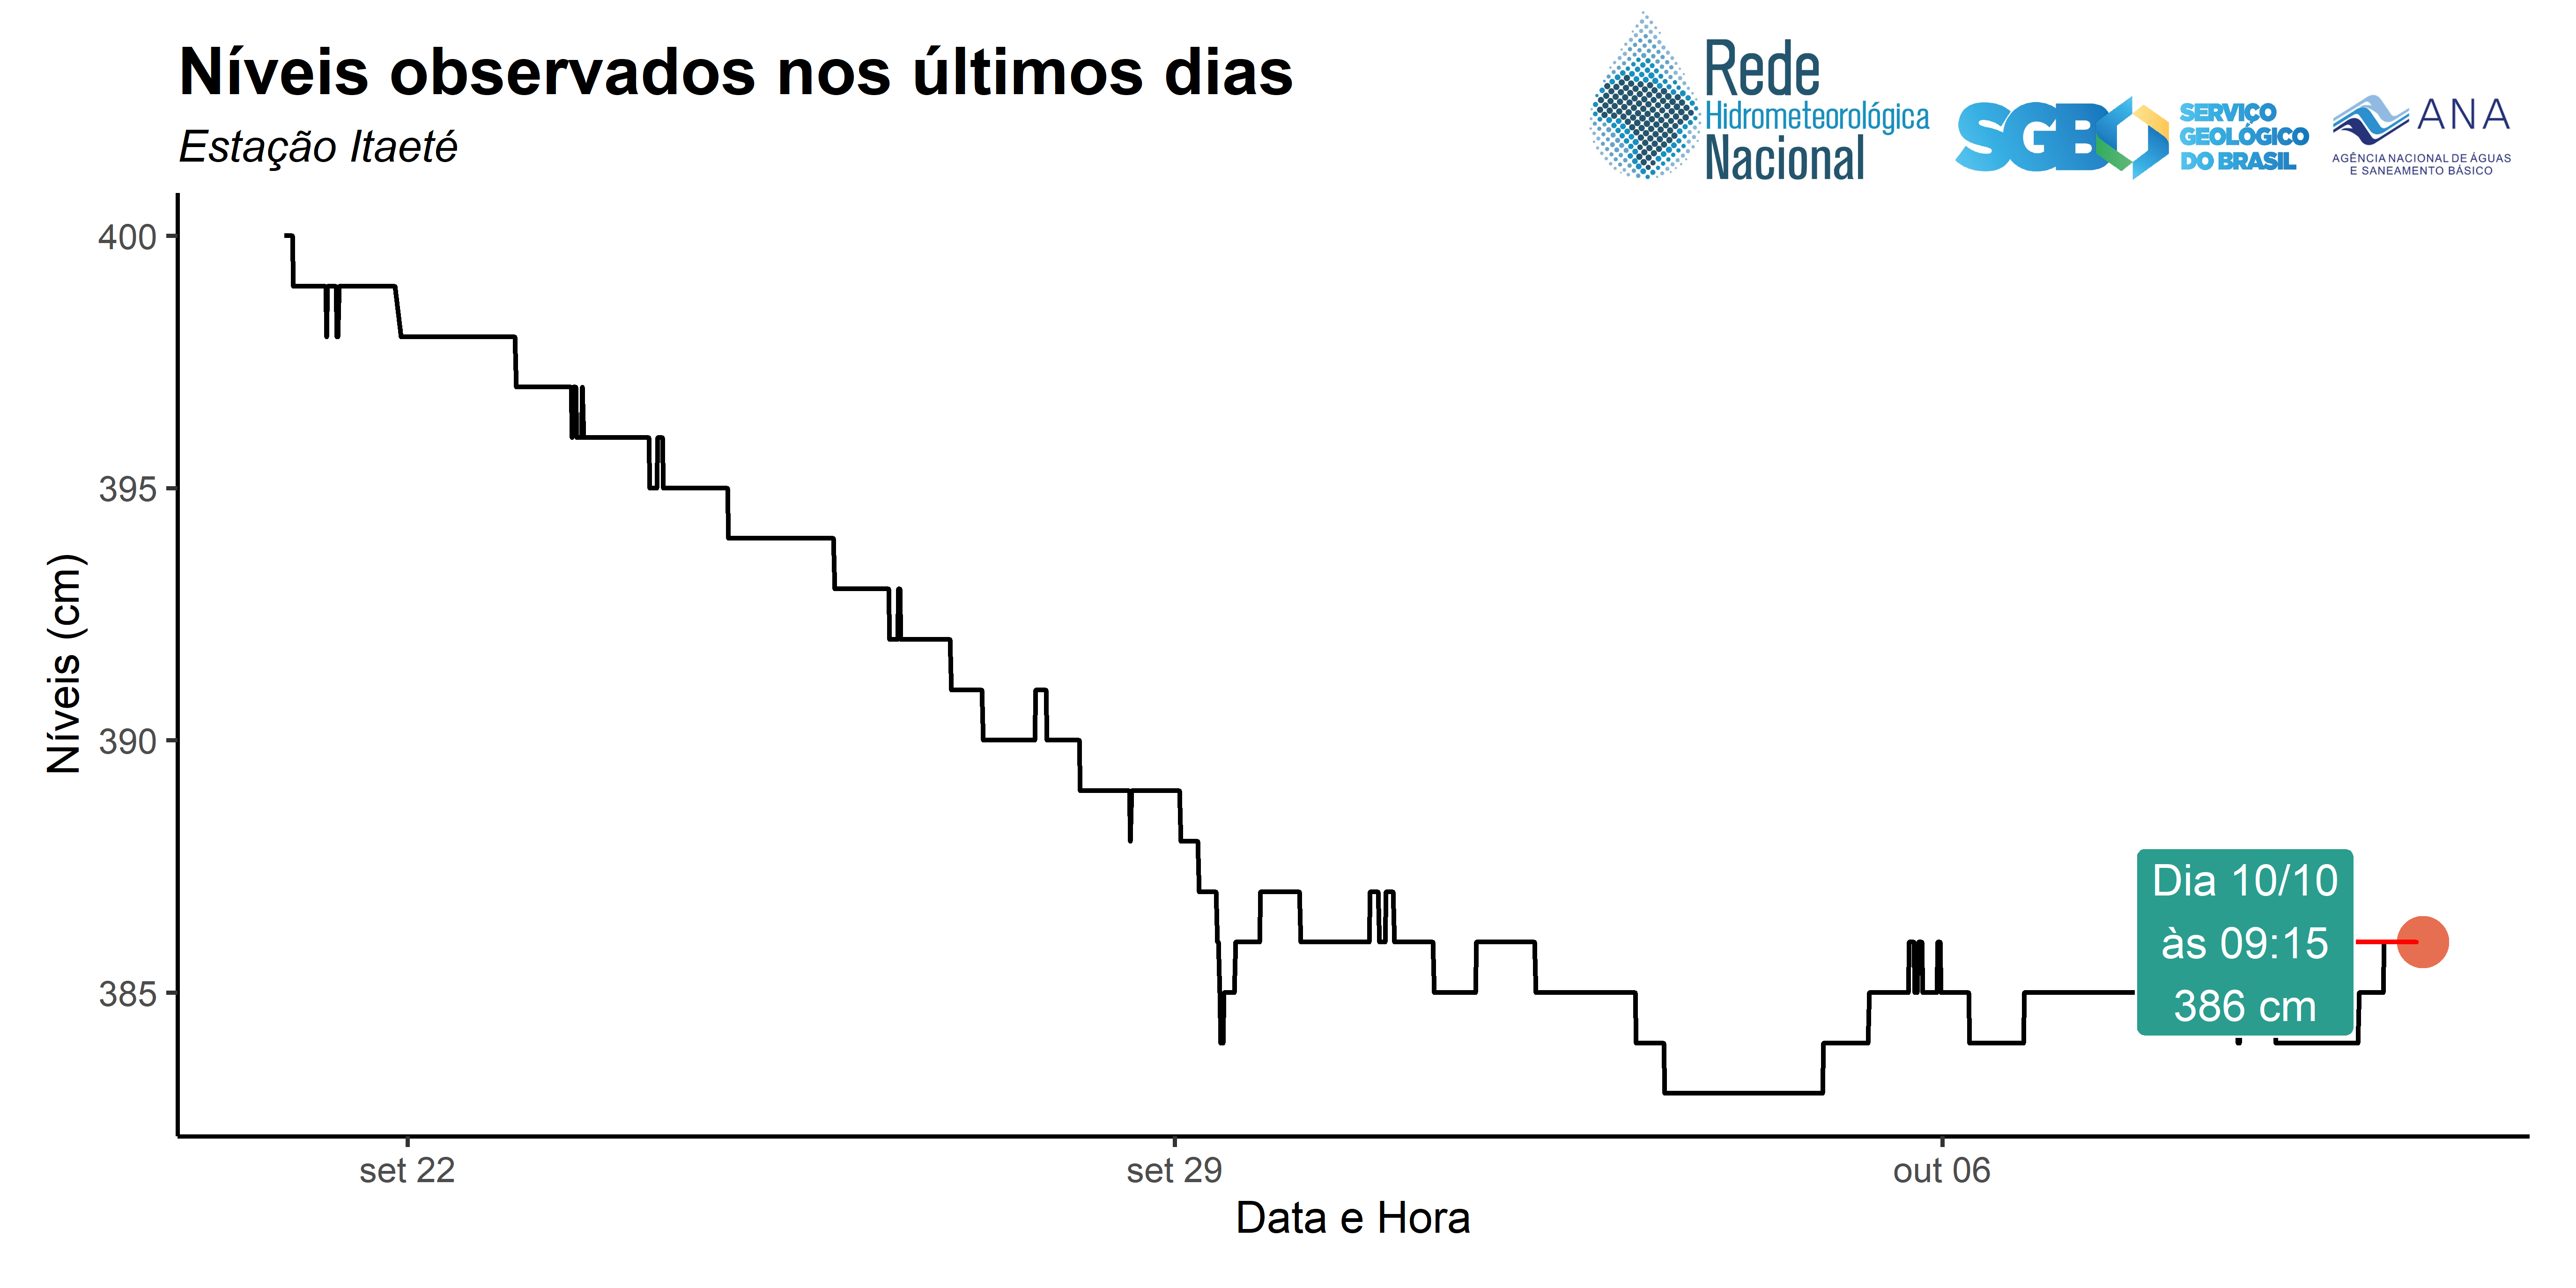 Níveis observados nos últimos dias
Estação Itaeté
Rede
Hidrometeorológica
Nacional
SGB
SERVIÇO
GEOLÓGICO
DO BRASIL
ANA
AGÊNCIA NACIONAL DE ÁGUAS
E SANEAMENTO BÁSICO
Níveis (cm)
400
395
390
385
Dia 10/10
às 09:15
386 cm
set 22
set 29
out 06
Data e Hora